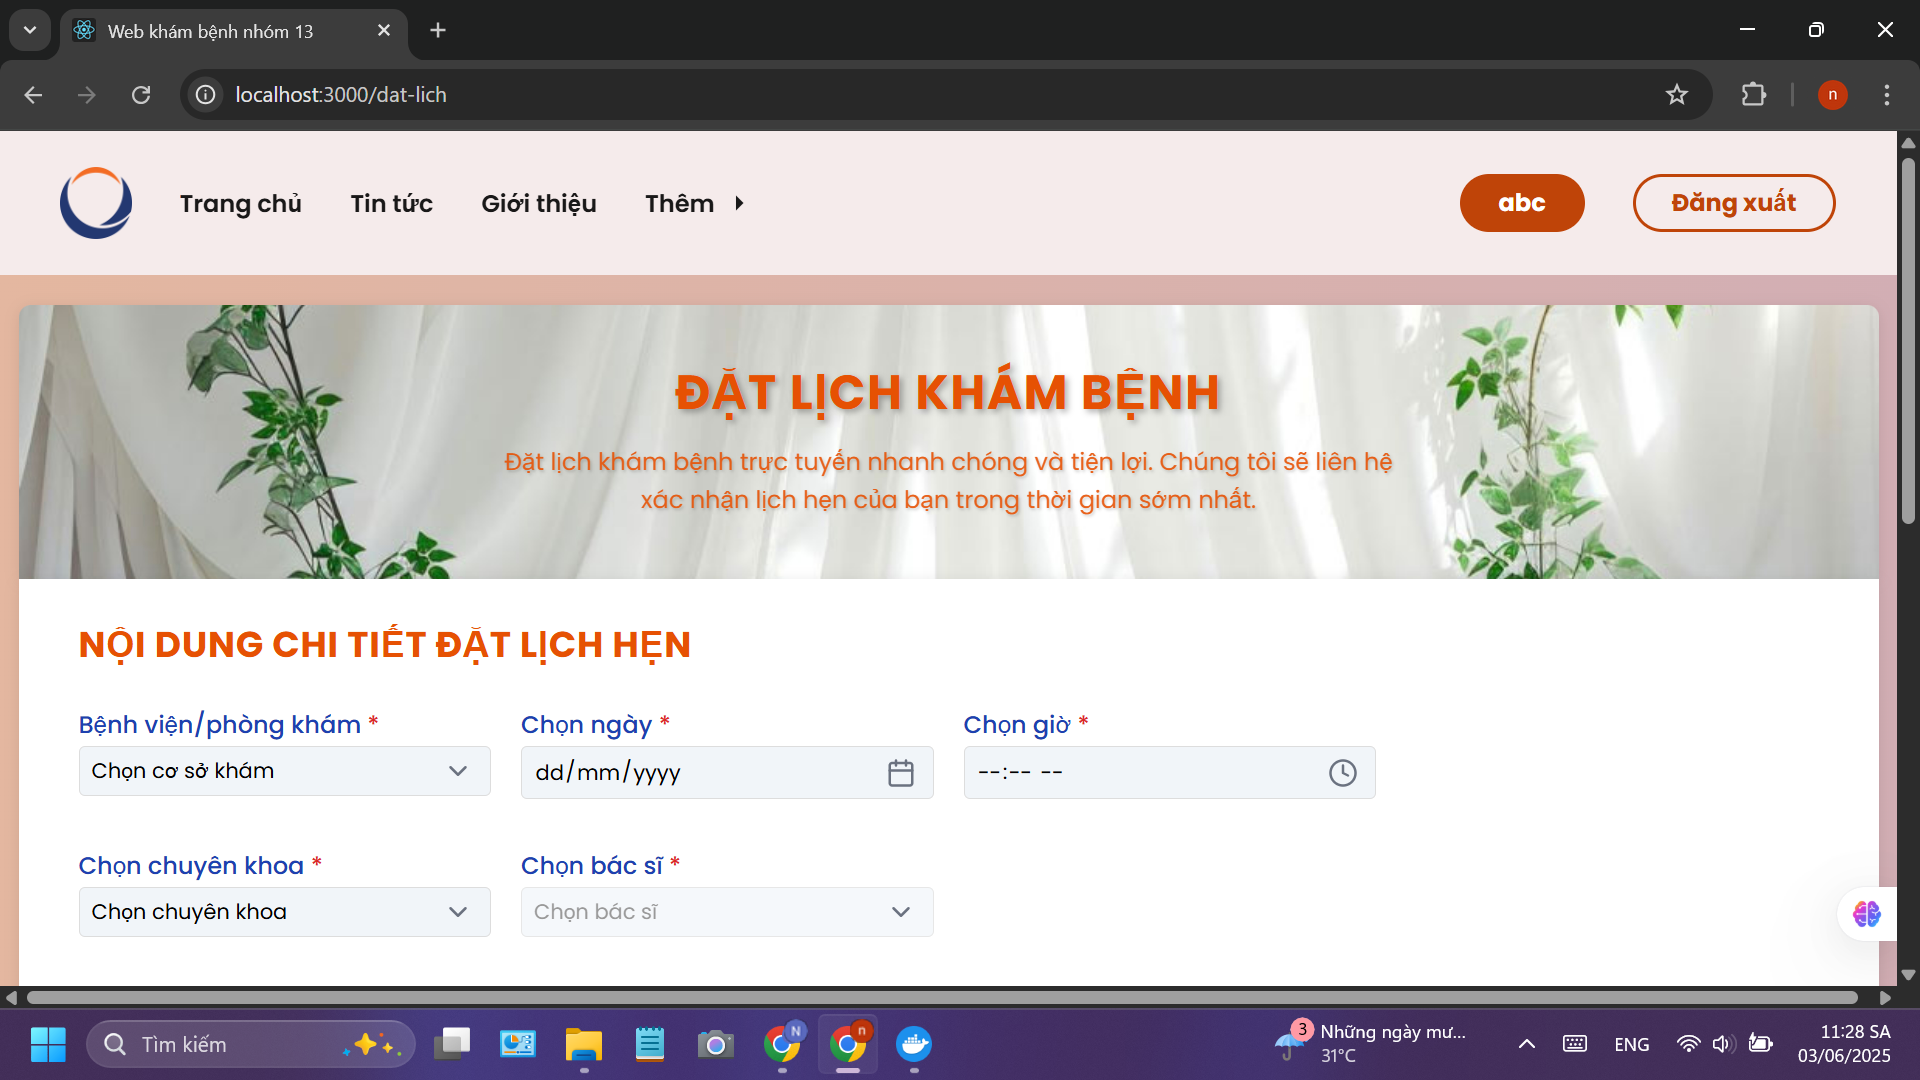 Web khám bệnh nhóm 13
localhost:3000/dat-lich
n
Trang chủ
Tin tức
Giới thiệu
Thêm
abc
Đăng xuất
ĐẶT LỊCH KHÁM BỆNH
Đặt lịch khám bệnh trực tuyến nhanh chóng và tiện lợi. Chúng tôi sẽ liên hệ
xác nhận lịch hẹn của bạn trong thời gian sớm nhất.
NỘI DUNG CHI TIẾT ĐẶT LỊCH HẸN
Bệnh viện/phòng khám *
Chọn ngày *
Chọn giờ *
Chọn cơ sở khám
dd/mm/yyyy
--:-- --
Chọn chuyên khoa *
Chọn bác sĩ *
Chọn chuyên khoa
Chọn bác sĩ
Tìm kiếm
N
n
3
Những ngày mư...
31°C
ENG
11:28 SA
03/06/2025